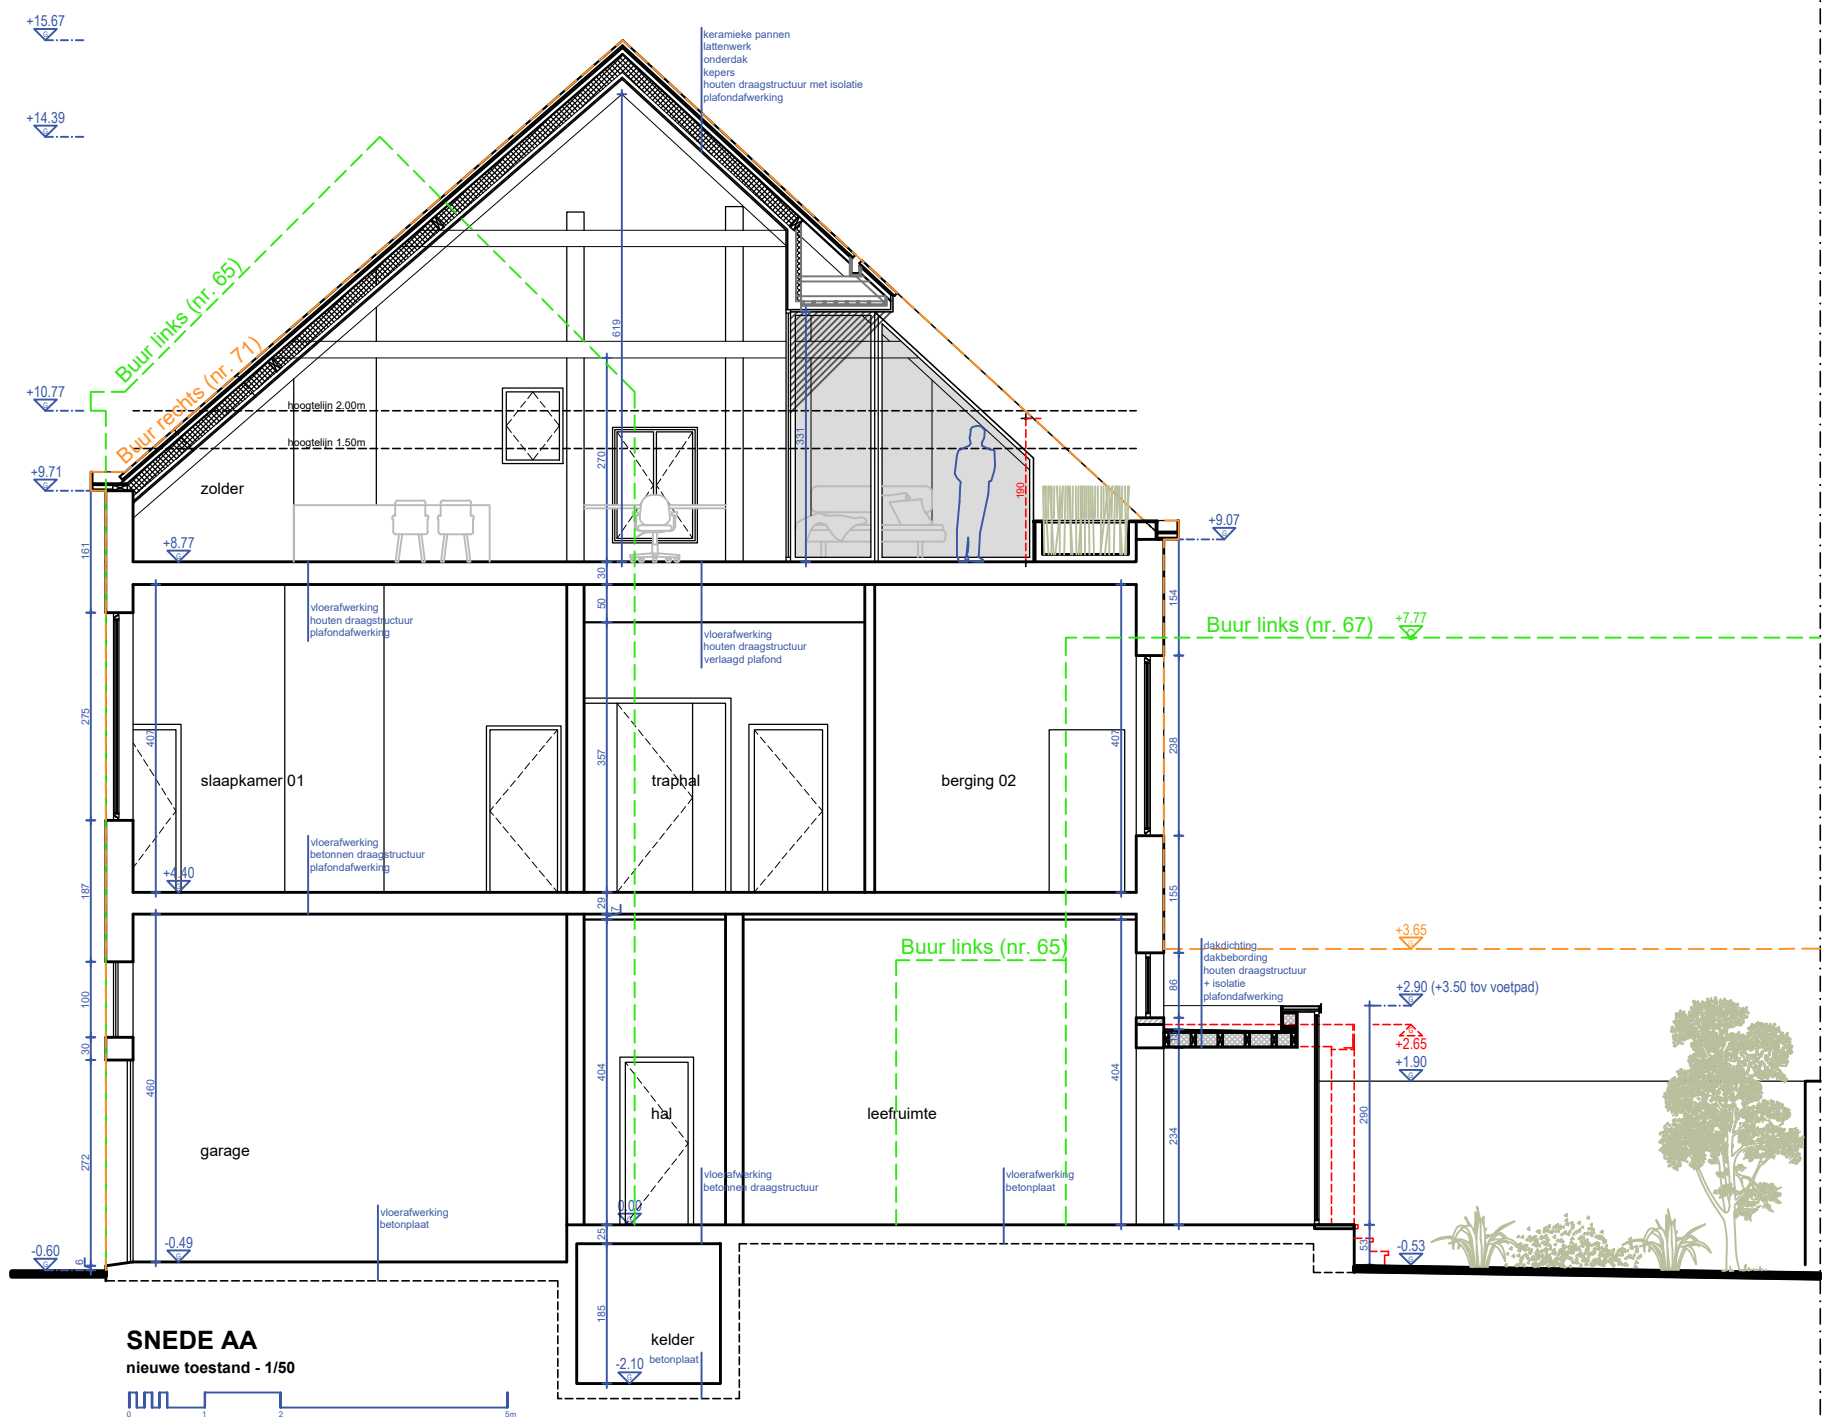 +15.67
keramieke pannen
lattenwerk
onderdak
kepers
houten draagstructuur met isolatie
plafondafwerking
+14.39
Buur links (nr. 65)
619
Buur rechts (nr. 71)
+10.77
hoogtelijn 2.00m
hoogtelijn 1.50m
331
270
190
+9.71
zolder
+9.07
161
+8.77
30
50
154
vloerafwerking
houten draagstructuur
plafondafwerking
vloerafwerking
houten draagstructuur
verlaagd plafond
Buur links (nr. 67)
+7.77
275
407
357
407
238
slaapkamer 01
traphal
berging 02
vloerafwerking
betonnen draagstructuur
plafondafwerking
+4.40
187
29
7
155
Buur links (nr. 65)
+3.65
dakdichting
dakbebording
houten draagstructuur
+ isolatie
plafondafwerking
100
86
+2.90 (+3.50 tov voetpad)
30
+2.65
+1.90
460
404
404
290
hal
leefruimte
234
garage
272
vloerafwerking
betonnen draagstructuur
vloerafwerking
betonplaat
vloerafwerking
betonplaat
0.00
25
53
-0.60
6
-0.49
-0.53
185
kelder
betonplaat
-2.10
SNEDE AA
nieuwe toestand - 1/50
0 1 2 5m